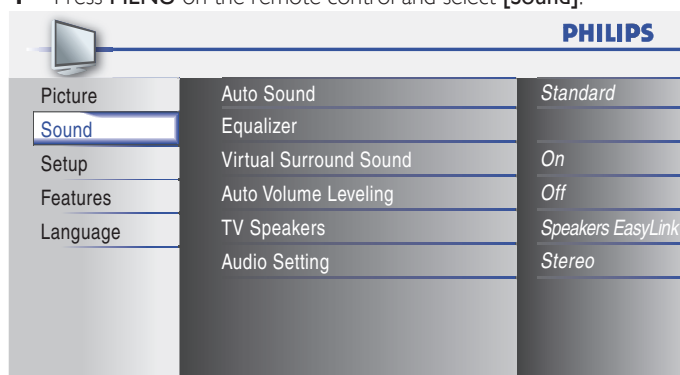 Press MENU on the remote control and select [Sound].
PHILIPS
Picture Auto Sound Standard
Sound Equalizer
Setup Virtual Surround Sound On
Features Auto Volume Leveling Off
Language TV Speakers Speakers EasyLink
Audio Setting Stereo